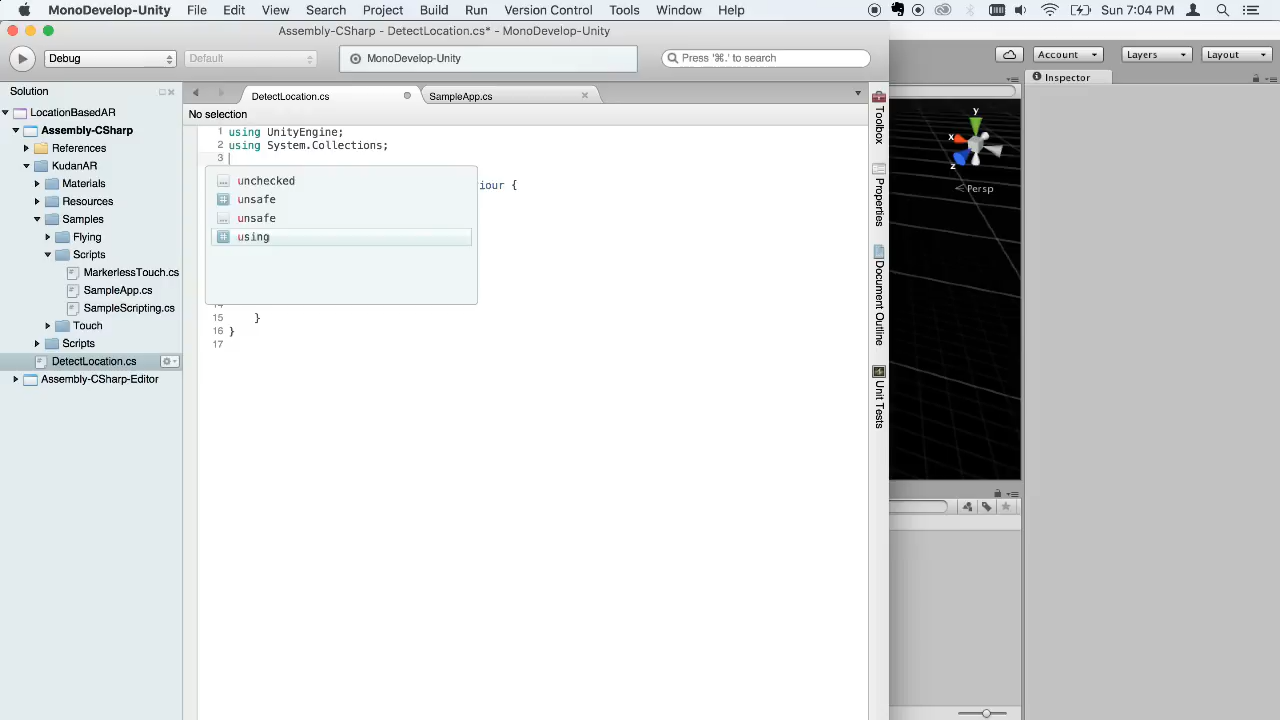 MonoDevelop-Unity File Edit View Search Project Build Run Version Control Tools Window Help Sun 7:04 PM
Assembly-CSharp - DetectLocation.cs* - MonoDevelop-Unity
Debug Default MonoDevelop-Unity Press '⌘.' to search
Account Layers Layout
Solution
DetectLocation.cs SampleApp.cs
Inspector
No selection
LocationBasedAR
Assembly-CSharp
References
KudanAR
Materials
Resources
Samples
Flying
Scripts
MarkerlessTouch.cs
SampleApp.cs
SampleScripting.cs
Touch
Scripts
DetectLocation.cs
Assembly-CSharp-Editor
1 using UnityEngine;
2 using System.Collections;
3
iour {
unchecked
unsafe
unsafe
using
14
15 }
16 }
17
Toolbox
Properties
Document Outline
Unit Tests
y
x
z
Persp